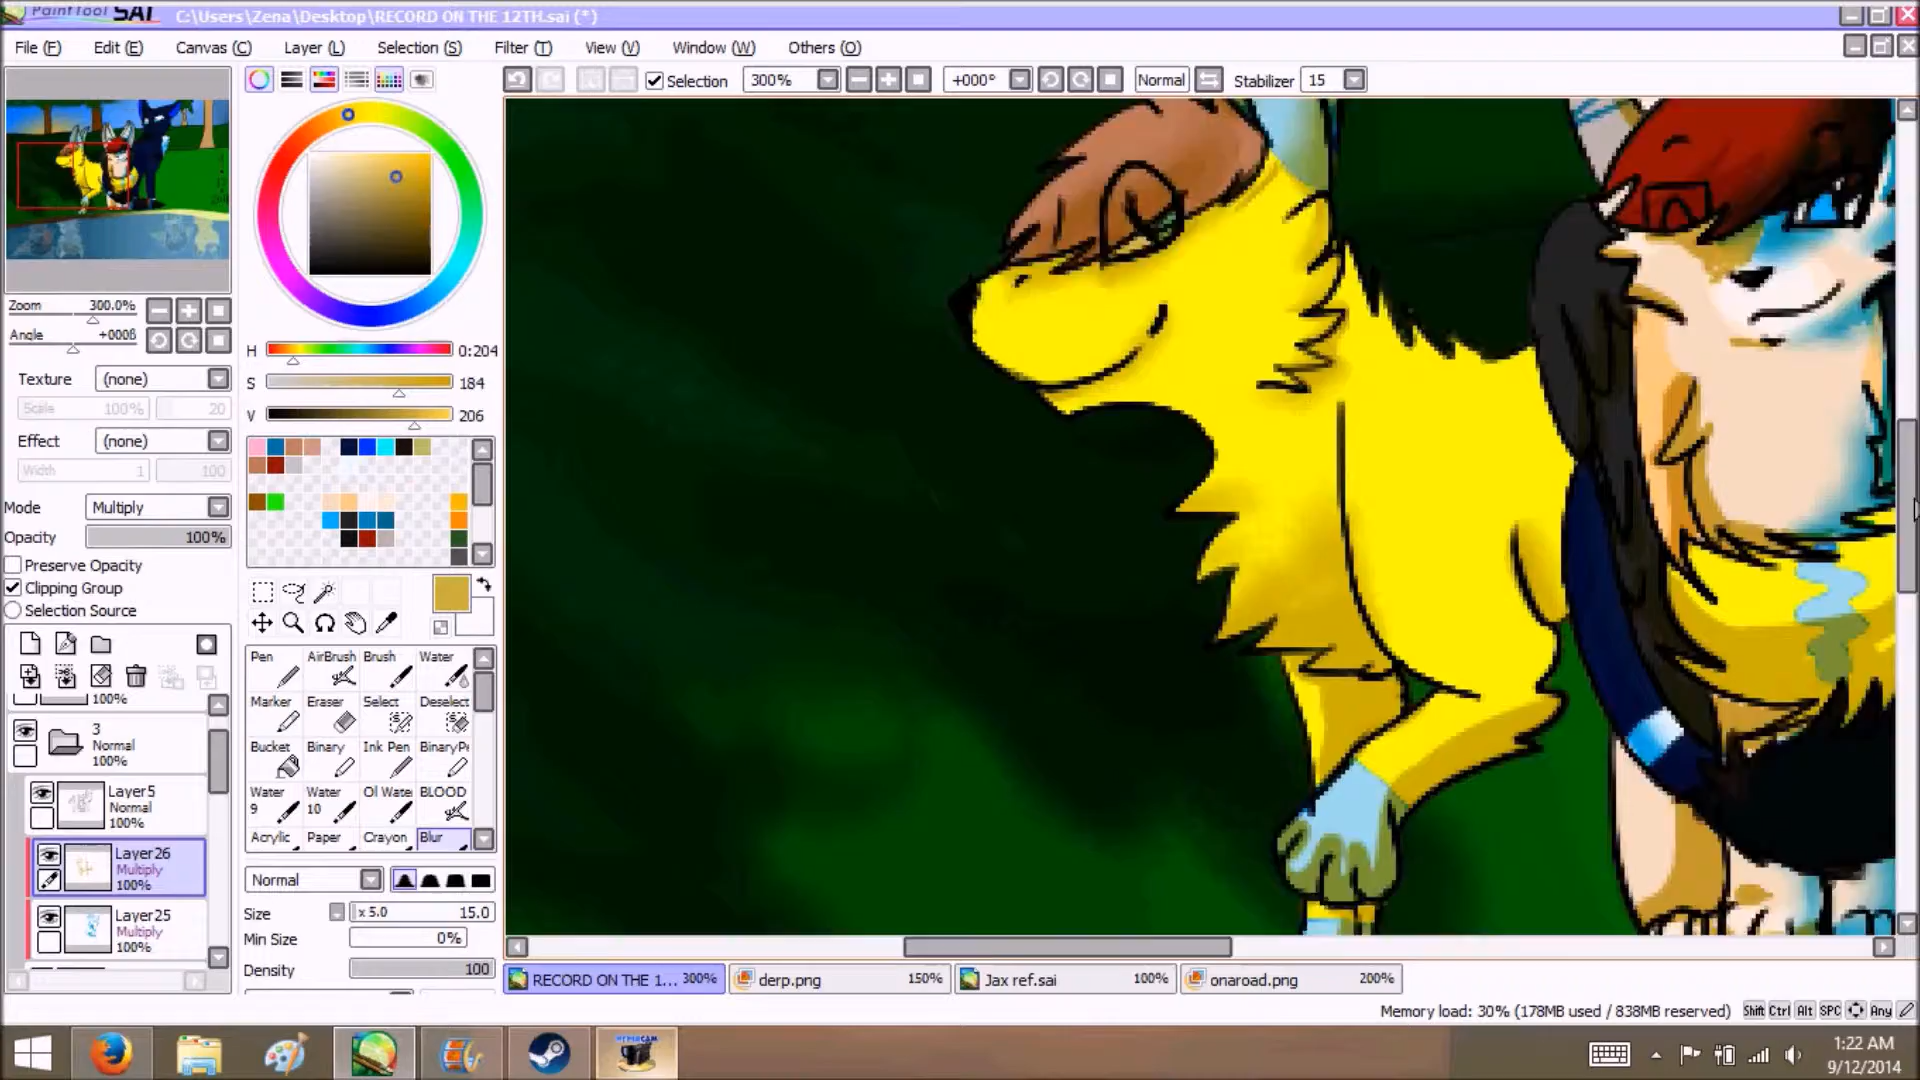 PaintTool SAI C:\Users\Zena\Desktop\RECORD ON THE 12TH.sai (*)
File (F) Edit (E) Canvas (C) Layer (L) Selection (S) Filter (T) View (V) Window (W) Others (O)
Selection 300% +000° Normal Stabilizer 15
Zoom 300.0%
Angle +000ß
H 0:204
S 184
V 206
Texture (none)
Scale 100% 20
Effect (none)
Width 1 100
Mode Multiply
Opacity 100%
Preserve Opacity
Clipping Group
Selection Source
100%
3
Normal
100%
Layer5
Normal
100%
Layer26
Multiply
100%
Layer25
Multiply
100%
Pen AirBrush Brush Water
Marker Eraser Select Deselect
Bucket Binary Ink Pen BinaryPe
Water 9 Water 10 Oil Wate BLOOD
Acrylic Paper Crayon Blur
Normal
Size x 5.0 15.0
Min Size 0%
Density 100
RECORD ON THE 1... 300% derp.png 150% Jax ref.sai 100% onaroad.png 200%
Memory load: 30% (178MB used / 838MB reserved) Shift Ctrl Alt SPC Any
HYPERCAM
1:22 AM
9/12/2014